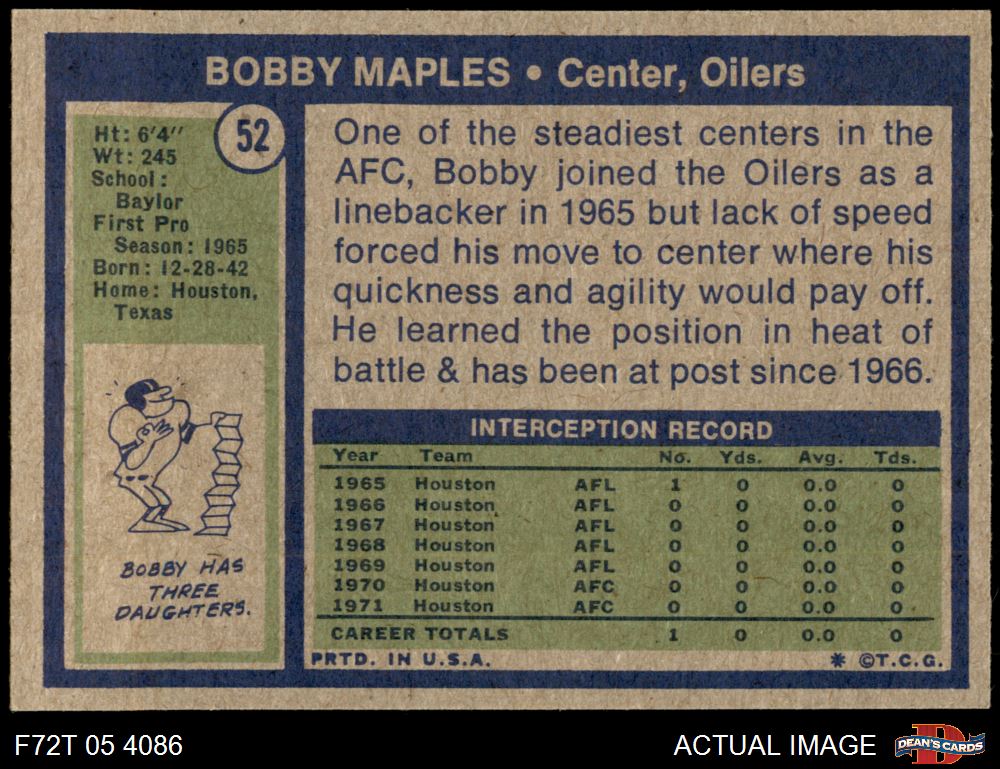 BOBBY MAPLES • Center, Oilers
52
Ht: 6'4''
Wt: 245
School:
Baylor
First Pro
Season: 1965
Born: 12-28-42
Home: Houston,
Texas
BOBBY HAS
THREE
DAUGHTERS.
One of the steadiest centers in the
AFC, Bobby joined the Oilers as a
linebacker in 1965 but lack of speed
forced his move to center where his
quickness and agility would pay off.
He learned the position in heat of
battle & has been at post since 1966.
INTERCEPTION RECORD
Year Team No. Yds. Avg. Tds.
1965 Houston AFL 1 0 0.0 0
1966 Houston AFL 0 0 0.0 0
1967 Houston AFL 0 0 0.0 0
1968 Houston AFL 0 0 0.0 0
1969 Houston AFL 0 0 0.0 0
1970 Houston AFC 0 0 0.0 0
1971 Houston AFC 0 0 0.0 0
CAREER TOTALS 1 0 0.0 0
PRTD. IN U.S.A. * ©T.C.G.
F72T 05 4086 ACTUAL IMAGE D DEAN'S CARDS